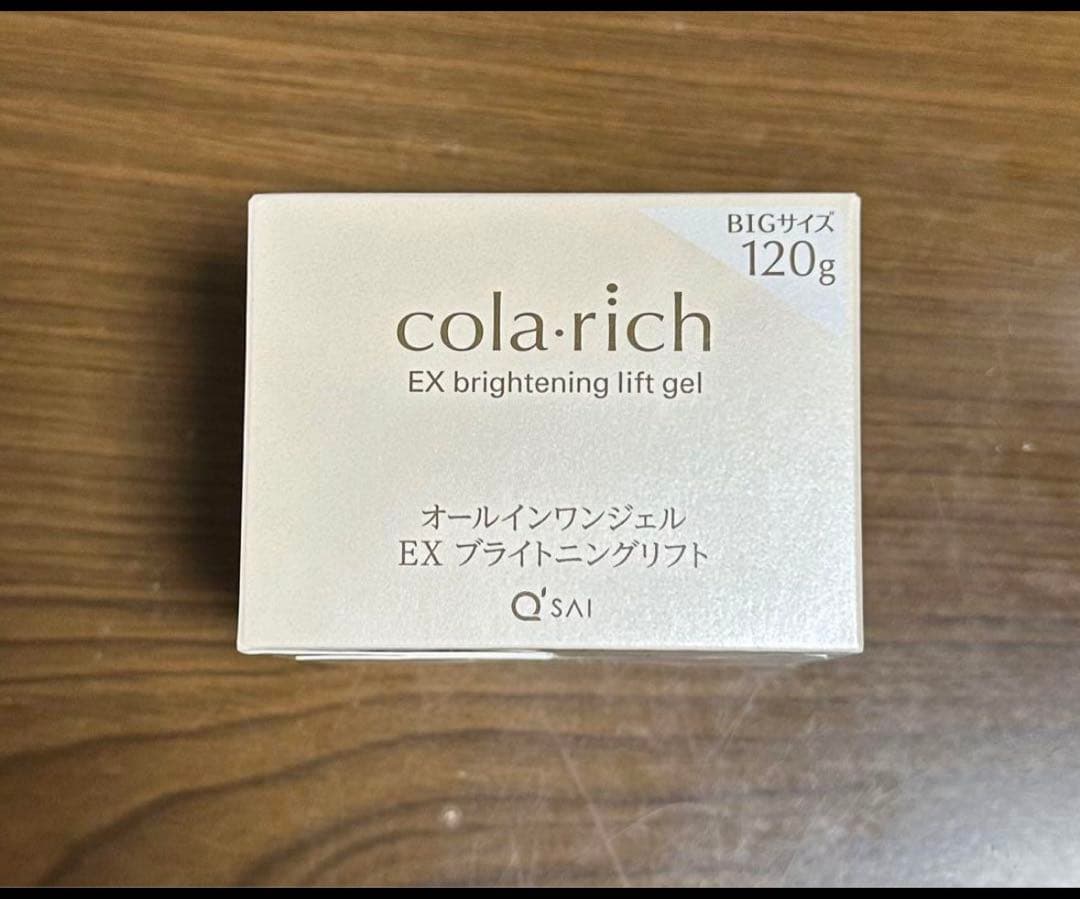 BIGサイズ
120g
cola·rich
EX brightening lift gel
オールインワンジェル
EX ブライトニングリフト
Q'SAI